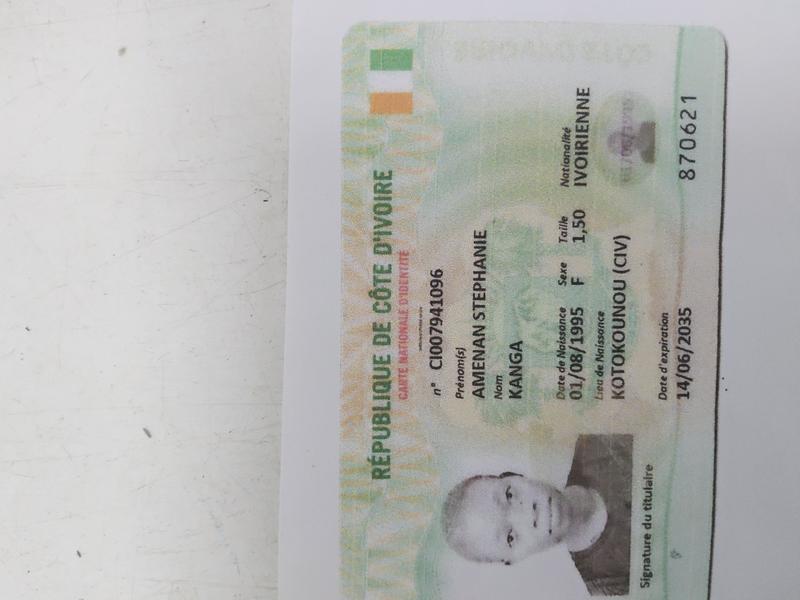 RÉPUBLIQUE DE CÔTE D'IVOIRE
CARTE NATIONALE D'IDENTITÉ
n° CI007941096
Prénom(s)
AMENAN STEPHANIE
Nom
KANGA
Date de Naissance Sexe Taille Nationalité
01/08/1995 F 1,50 IVOIRIENNE
Lieu de Naissance
KOTOKOUNOU (CIV)
Date d'expiration
14/06/2035
870621
Signature du titulaire